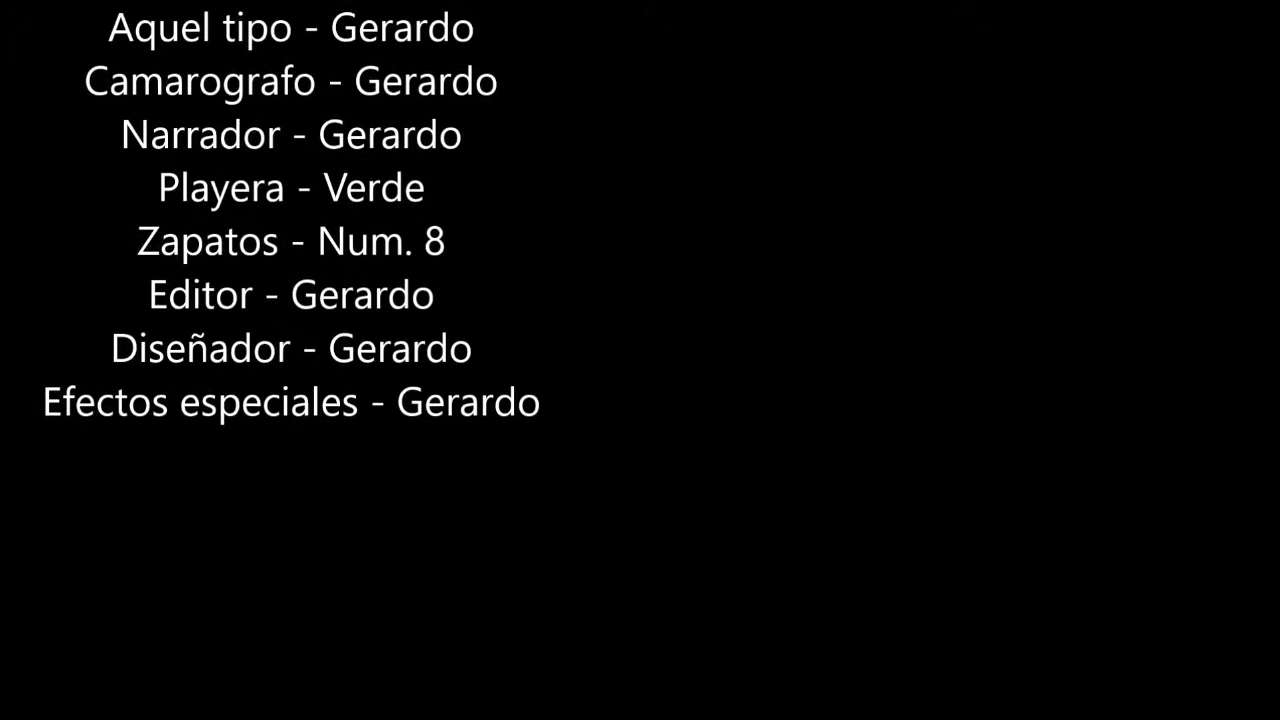 Aquel tipo - Gerardo
Camarografo - Gerardo
Narrador - Gerardo
Playera - Verde
Zapatos - Num. 8
Editor - Gerardo
Diseñador - Gerardo
Efectos especiales - Gerardo